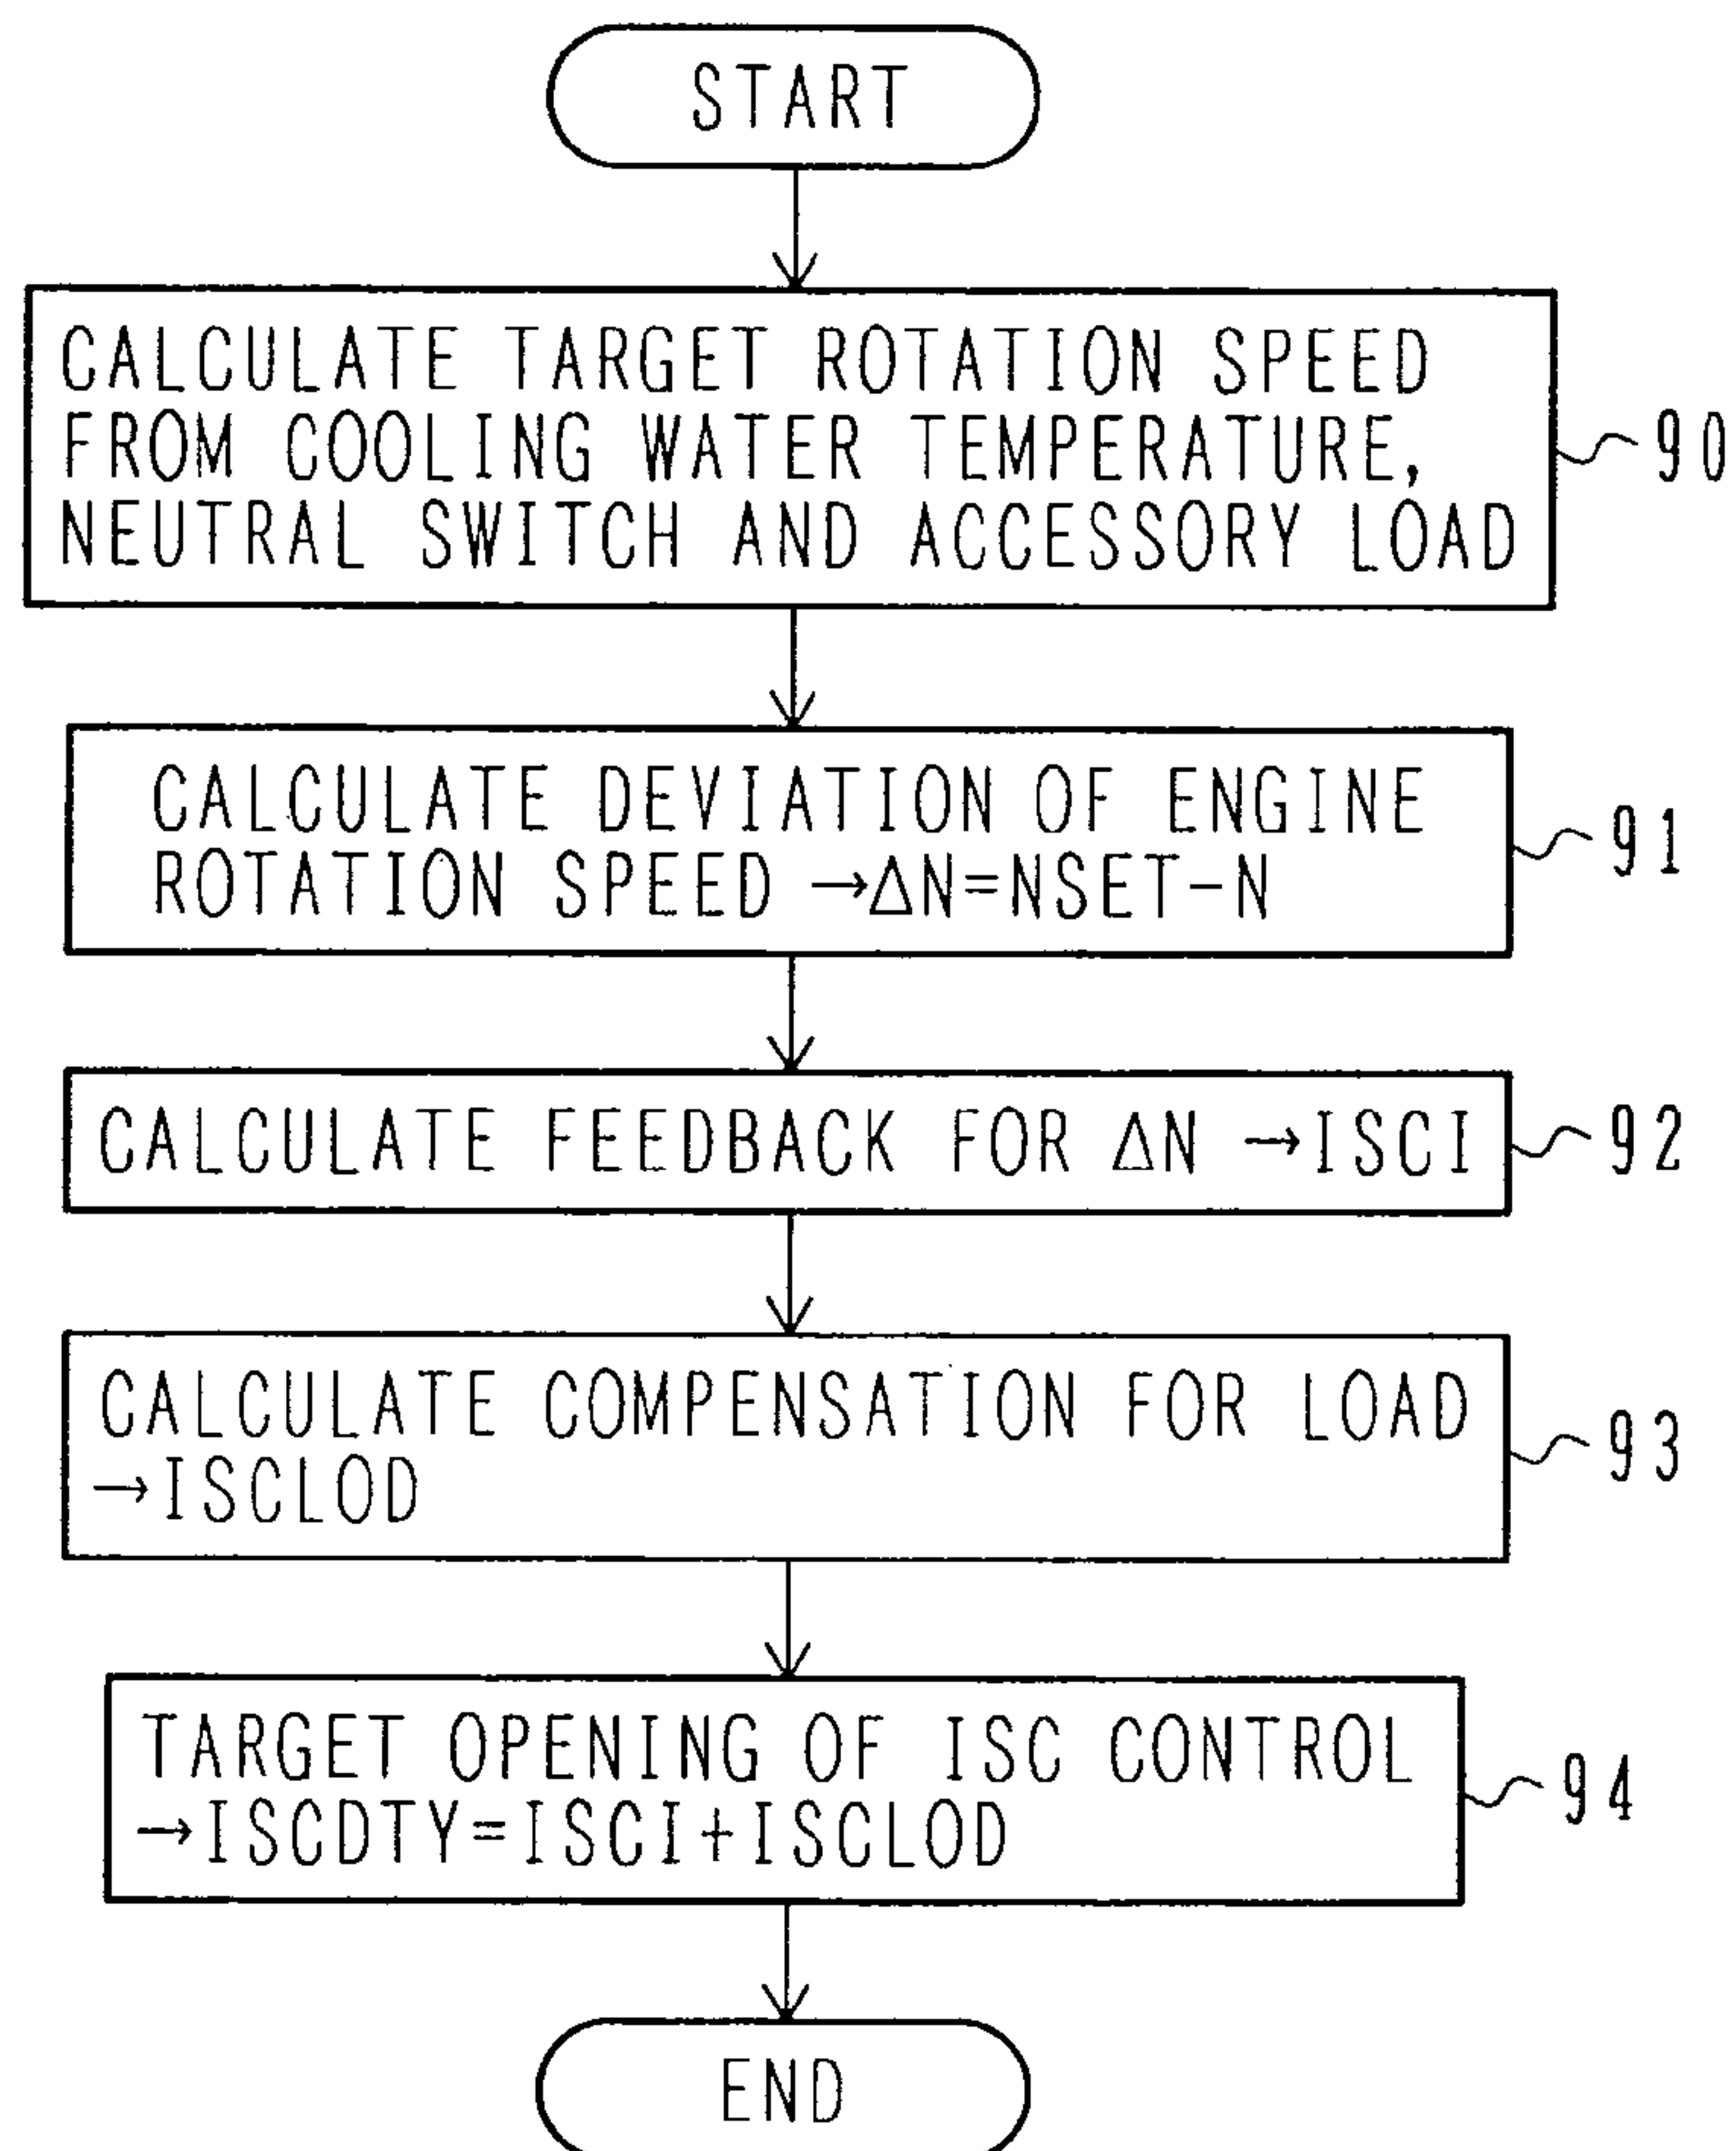 START
CALCULATE TARGET ROTATION SPEED
FROM COOLING WATER TEMPERATURE,
NEUTRAL SWITCH AND ACCESSORY LOAD
90
CALCULATE DEVIATION OF ENGINE
ROTATION SPEED →ΔN=NSET-N
91
CALCULATE FEEDBACK FOR ΔN →ISCI
92
CALCULATE COMPENSATION FOR LOAD
→ISCLOD
93
TARGET OPENING OF ISC CONTROL
→ISCDTY=ISCI+ISCLOD
94
END